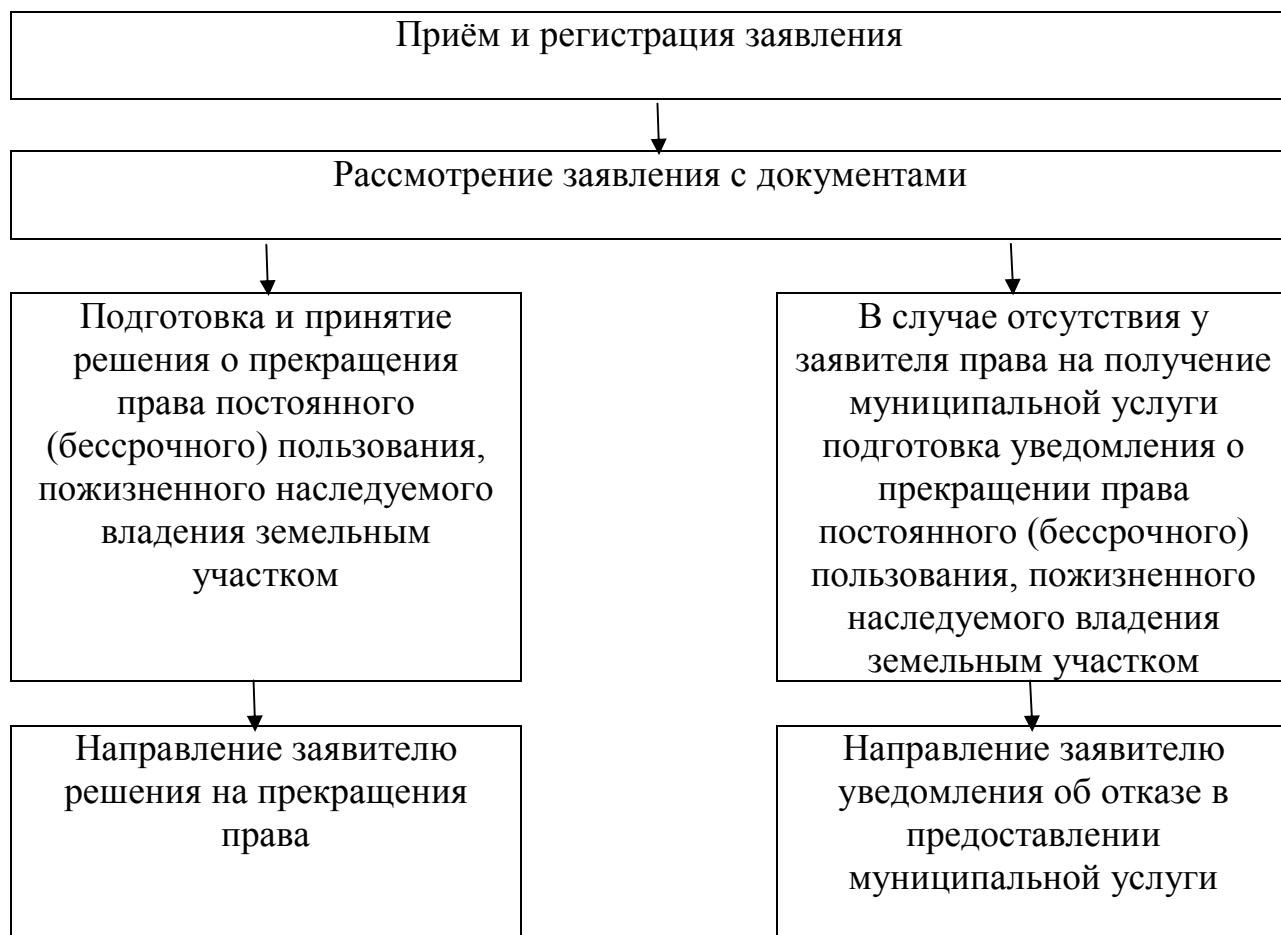 Приём и регистрация заявления
Рассмотрение заявления с документами
Подготовка и принятие
решения о прекращения
права постоянного
(бессрочного) пользования,
пожизненного наследуемого
владения земельным
участком
В случае отсутствия у
заявителя права на получение
муниципальной услуги
подготовка уведомления о
прекращении права
постоянного (бессрочного)
пользования, пожизненного
наследуемого владения
земельным участком
Направление заявителю
решения на прекращения
права
Направление заявителю
уведомления об отказе в
предоставлении
муниципальной услуги